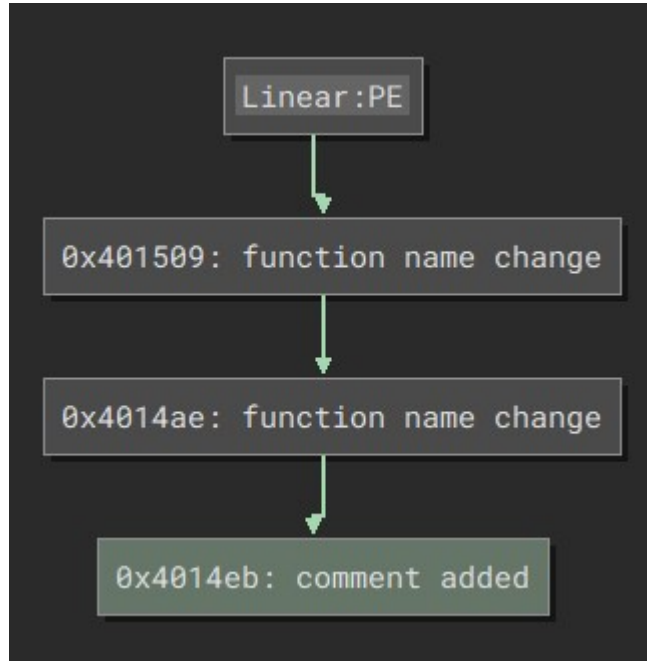 Linear:PE
0x401509: function name change
0x4014ae: function name change
0x4014eb: comment added